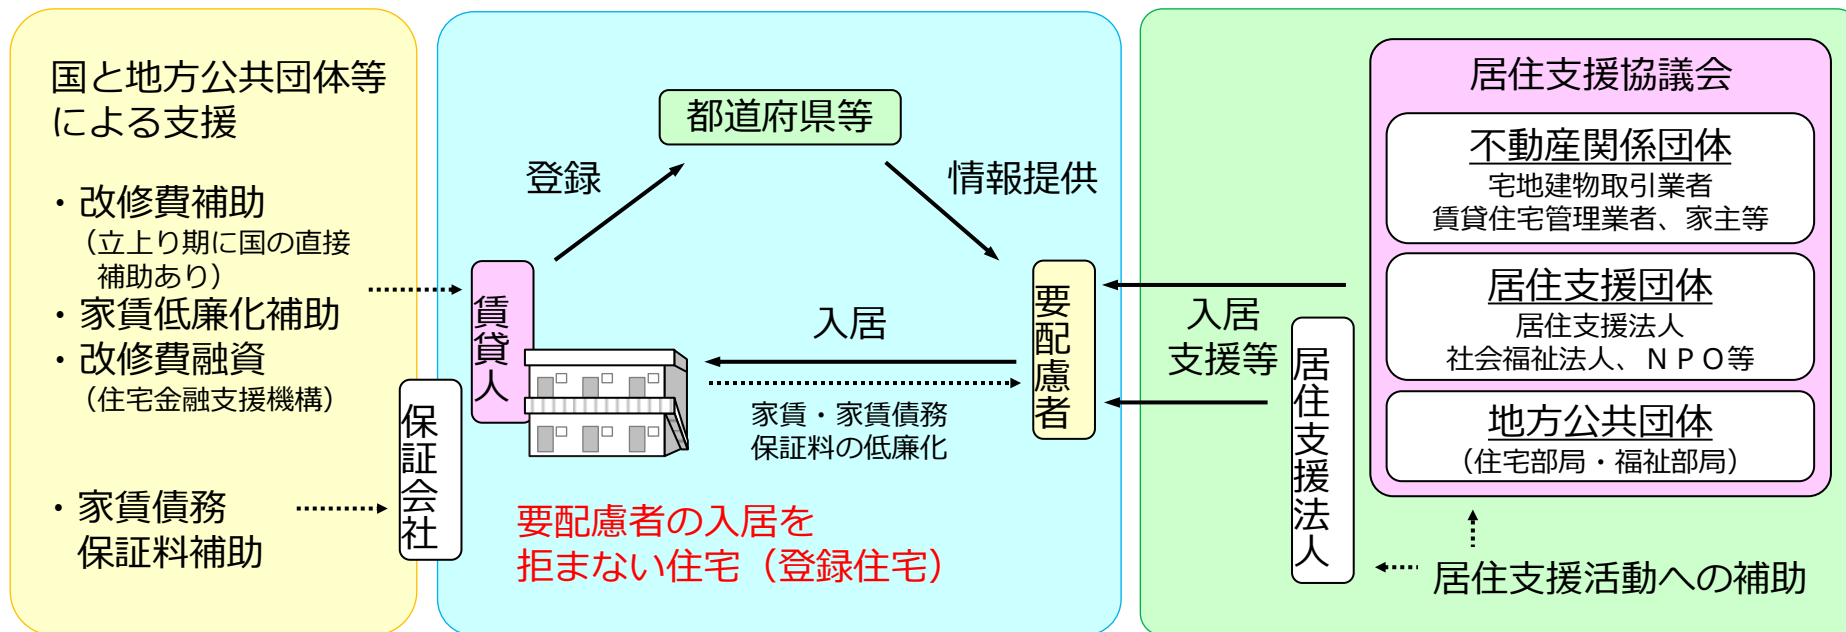 国と地方公共団体等
による支援
・改修費補助
（立上り期に国の直接
補助あり）
・家賃低廉化補助
・改修費融資
（住宅金融支援機構）
・家賃債務
保証料補助
保証会社
都道府県等
登録
情報提供
賃貸人
入居
要配慮者
家賃・家賃債務
保証料の低廉化
要配慮者の入居を
拒まない住宅（登録住宅）
入居
支援等
居住支援法人
居住支援協議会
不動産関係団体
宅地建物取引業者
賃貸住宅管理業者、家主等
居住支援団体
居住支援法人
社会福祉法人、ＮＰＯ等
地方公共団体
（住宅部局・福祉部局）
居住支援活動への補助